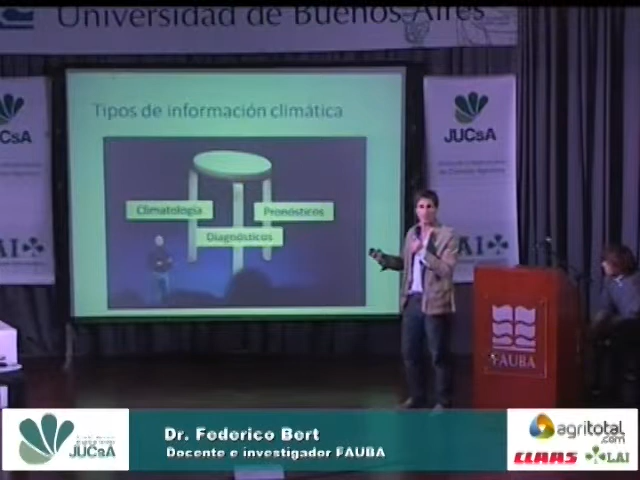 Universidad de Buenos Aires
Tipos de información climática
JUCsA
JUCsA
Climatología
Pronósticos
Diagnósticos
LAI
LAI
FAUBA
Dr. Federico Bert
Docente e investigador FAUBA
JUCsA
agritotal
.com
CLAAS
LAI